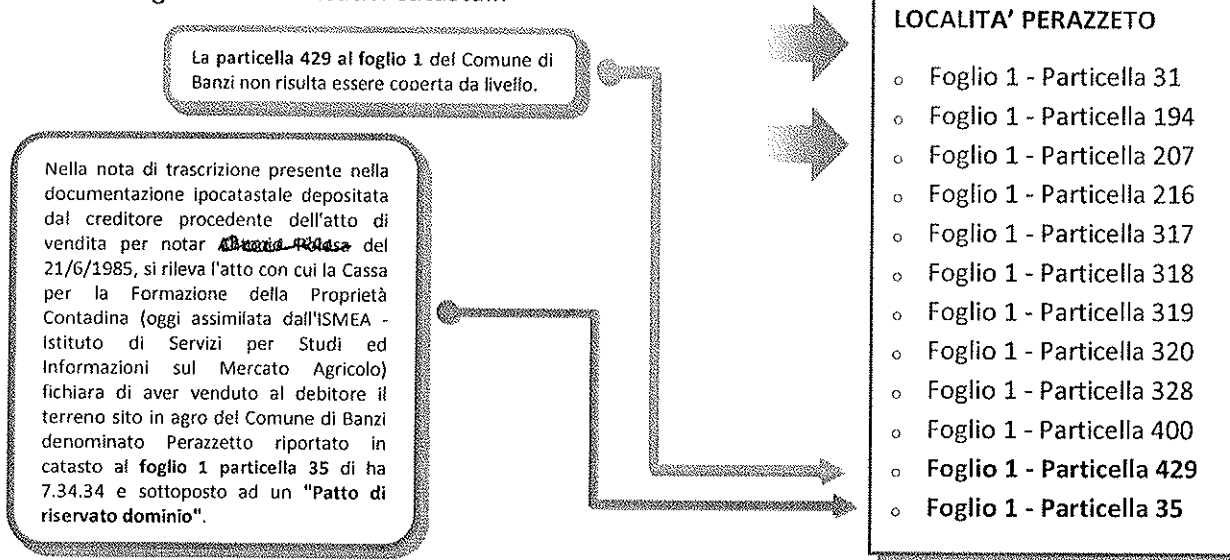 La particella 429 al foglio 1 del Comune di
Banzi non risulta essere coperta da livello.
Nella nota di trascrizione presente nella
documentazione ipocatastale depositata
dal creditore procedente dell'atto di
vendita per notar del
21/6/1985, si rileva l'atto con cui la Cassa
per la Formazione della Proprietà
Contadina (oggi assimilata dall'ISMEA -
Istituto di Servizi per Studi ed
Informazioni sul Mercato Agricolo)
fichiara di aver venduto al debitore il
terreno sito in agro del Comune di Banzi
denominato Perazzetto riportato in
catasto al foglio 1 particella 35 di ha
7.34.34 e sottoposto ad un "Patto di
riservato dominio".
LOCALITA' PERAZZETO
o Foglio 1 - Particella 31
o Foglio 1 - Particella 194
o Foglio 1 - Particella 207
o Foglio 1 - Particella 216
o Foglio 1 - Particella 317
o Foglio 1 - Particella 318
o Foglio 1 - Particella 319
o Foglio 1 - Particella 320
o Foglio 1 - Particella 328
o Foglio 1 - Particella 400
o Foglio 1 - Particella 429
o Foglio 1 - Particella 35